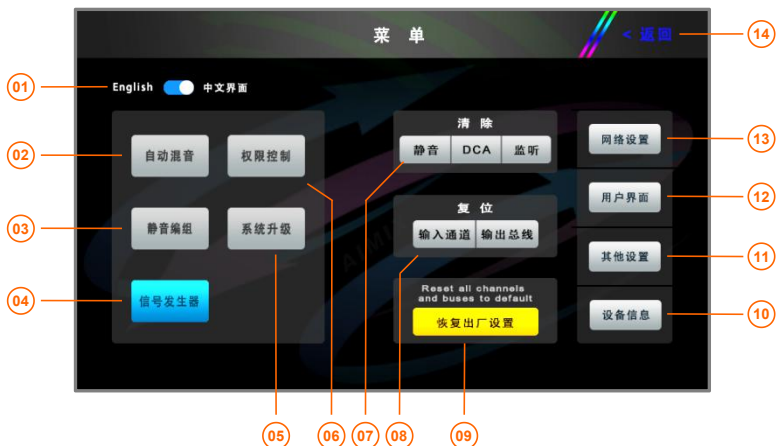 菜 单
< 返回
14
01
English 中文界面
清 除
静音 DCA 监听
网络设置
13
02
自动混音
权限控制
用户界面
12
复 位
输入通道 输出总线
03
静音编组
系统升级
其他设置
11
Reset all channels
and buses to default
恢复出厂设置
04
信号发生器
设备信息
10
05
06
07
08
09